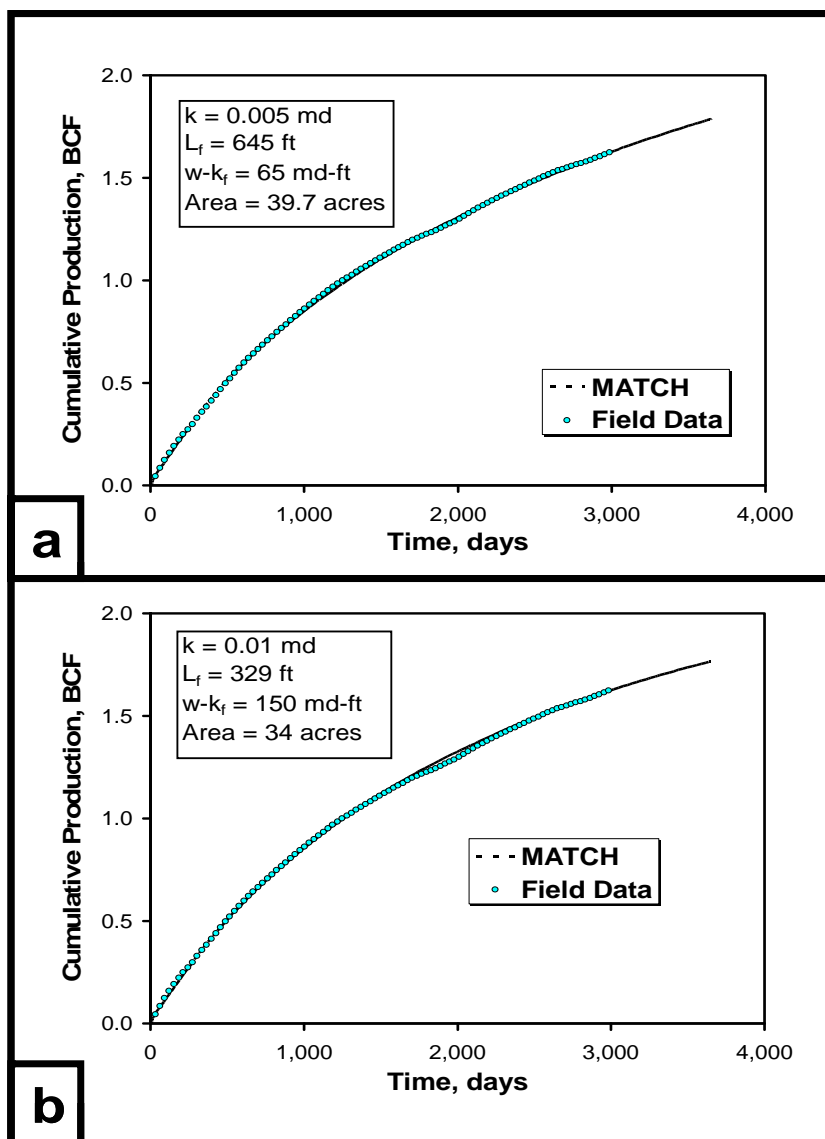 2.0
1.5
1.0
0.5
0.0
Cumulative Production, BCF
k = 0.005 md
Lf = 645 ft
w-kf = 65 md-ft
Area = 39.7 acres
MATCH
Field Data
0 1,000 2,000 3,000 4,000
Time, days
a
2.0
1.5
1.0
0.5
0.0
Cumulative Production, BCF
k = 0.01 md
Lf = 329 ft
w-kf = 150 md-ft
Area = 34 acres
MATCH
Field Data
0 1,000 2,000 3,000 4,000
Time, days
b